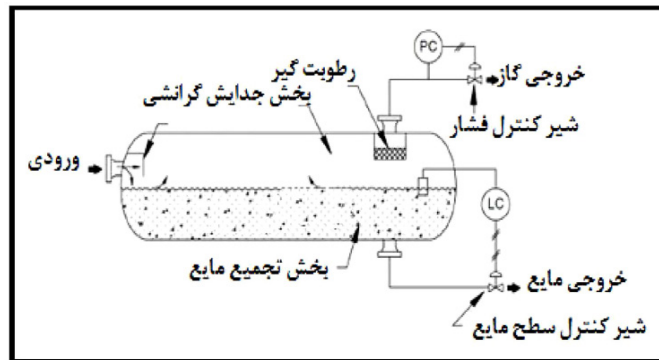 PC
رطوبت گیر
خروجی گاز
بخش جدایش گرانشی
شیر کنترل فشار
ورودی
LC
بخش تجمیع مایع
خروجی مایع
شیر کنترل سطح مایع